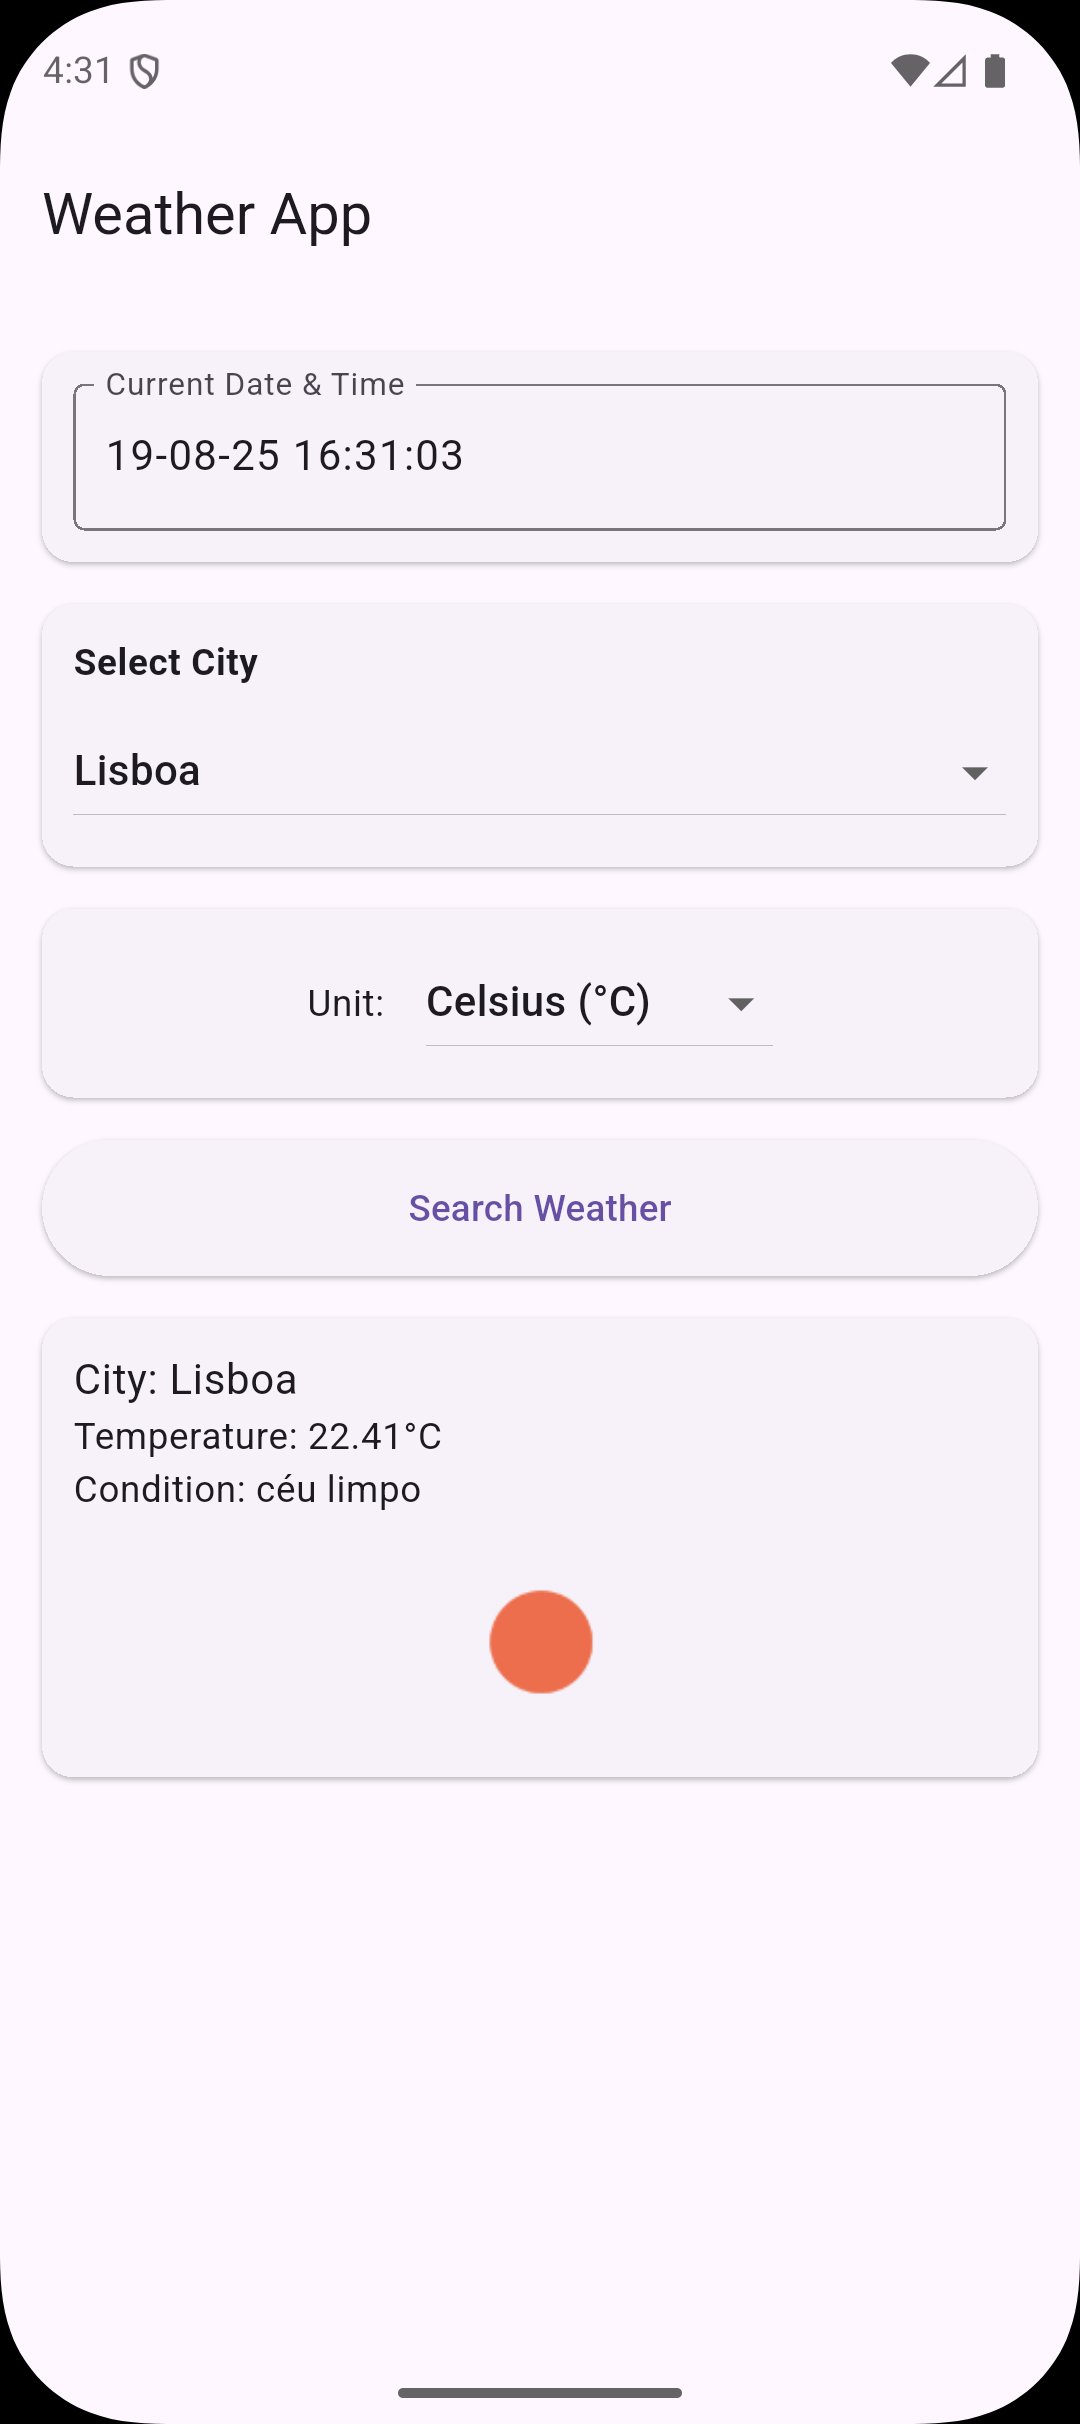 4:31
Weather App
Current Date & Time
19-08-25 16:31:03
Select City
Lisboa
Unit: Celsius (°C)
Search Weather
City: Lisboa
Temperature: 22.41°C
Condition: céu limpo